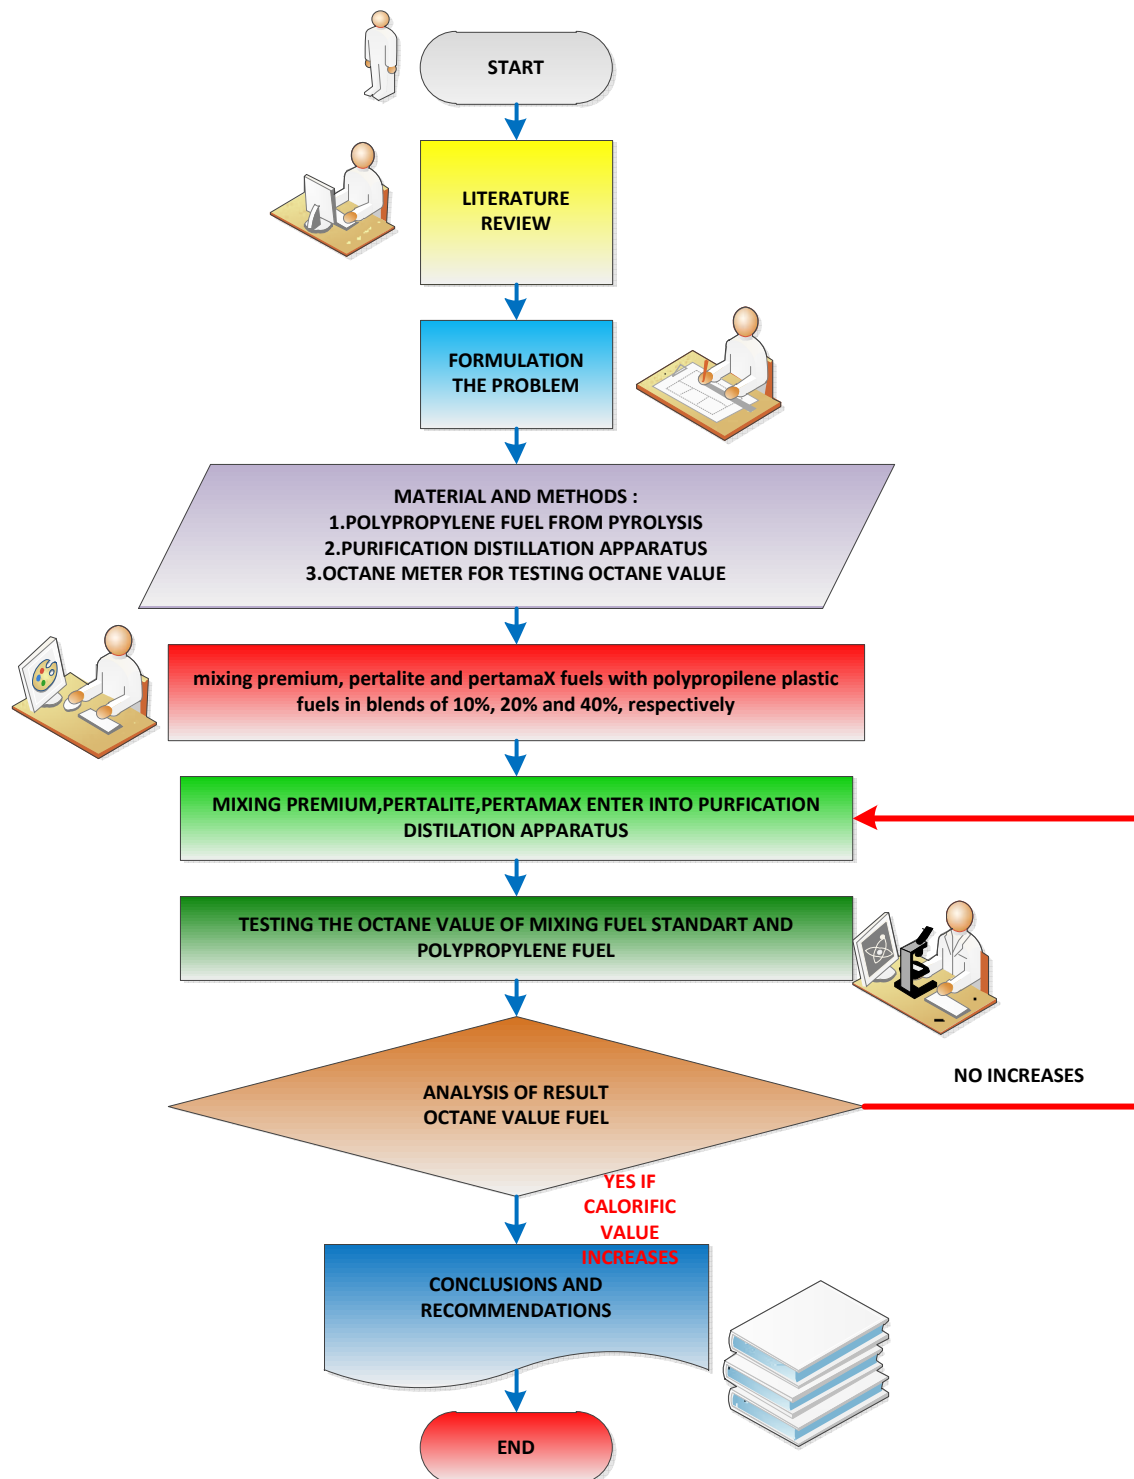 START
LITERATURE
REVIEW
FORMULATION
THE PROBLEM
MATERIAL AND METHODS :
1.POLYPROPYLENE FUEL FROM PYROLYSIS
2.PURIFICATION DISTILLATION APPARATUS
3.OCTANE METER FOR TESTING OCTANE VALUE
mixing premium, pertalite and pertamaX fuels with polypropilene plastic
fuels in blends of 10%, 20% and 40%, respectively
MIXING PREMIUM,PERTALITE,PERTAMAX ENTER INTO PURFICATION
DISTILATION APPARATUS
TESTING THE OCTANE VALUE OF MIXING FUEL STANDART AND
POLYPROPYLENE FUEL
ANALYSIS OF RESULT
OCTANE VALUE FUEL
NO INCREASES
YES IF
CALORIFIC
VALUE
INCREASES
CONCLUSIONS AND
RECOMMENDATIONS
END